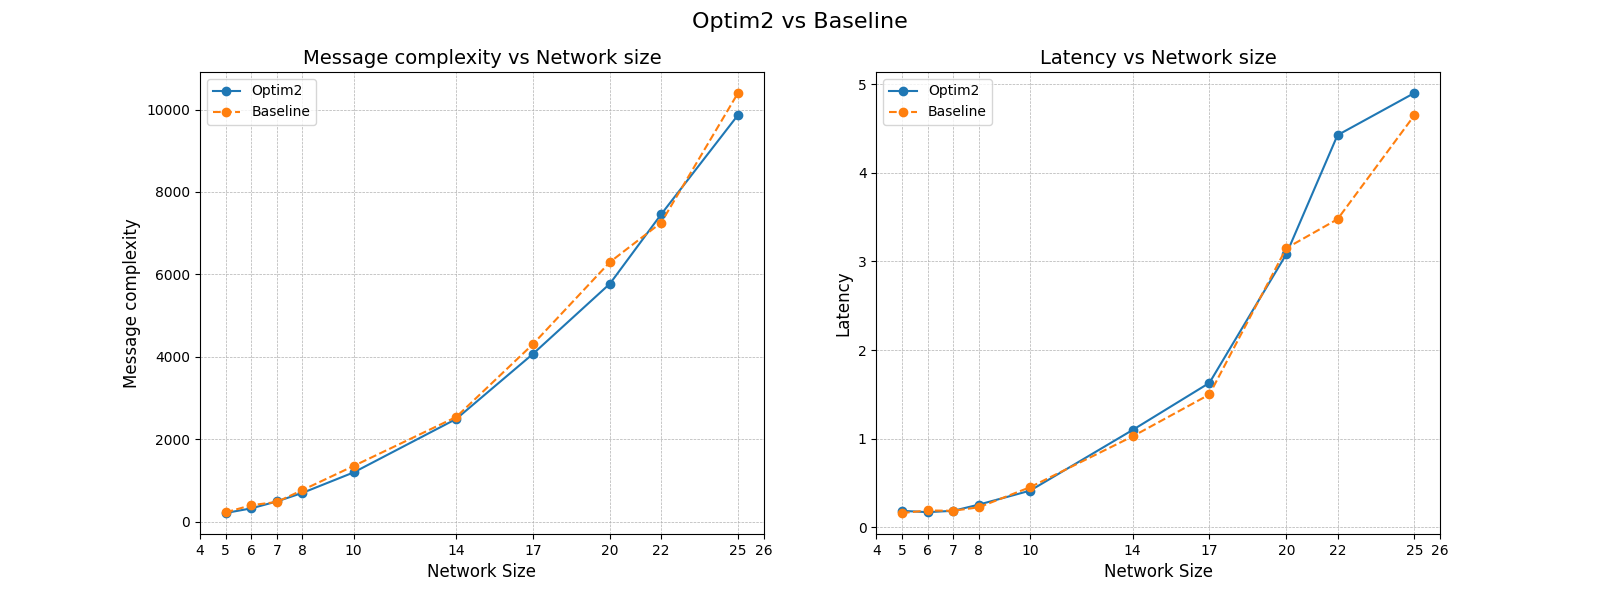 Optim2 vs Baseline
Message complexity vs Network size
Optim2
Baseline
Message complexity
10000
8000
6000
4000
2000
0
4 5 6 7 8 10 14 17 20 22 25 26
Network Size
Latency vs Network size
Optim2
Baseline
Latency
5
4
3
2
1
0
4 5 6 7 8 10 14 17 20 22 25 26
Network Size